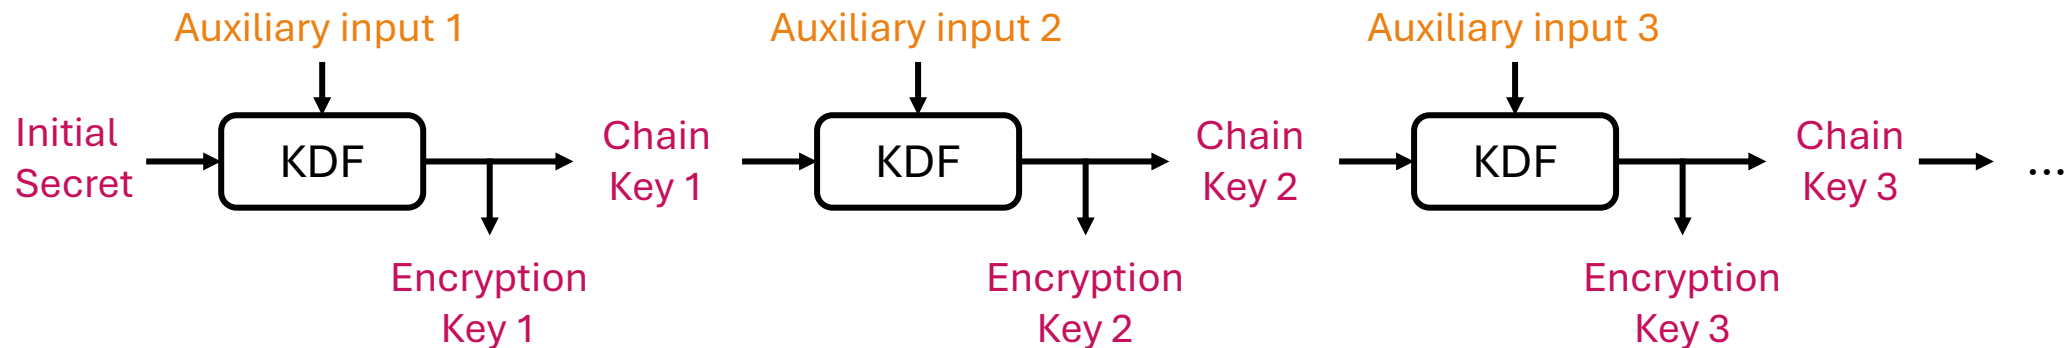 Auxiliary input 1
Auxiliary input 2
Auxiliary input 3
Initial
Secret
KDF
Chain
Key 1
KDF
Chain
Key 2
KDF
Chain
Key 3
...
Encryption
Key 1
Encryption
Key 2
Encryption
Key 3